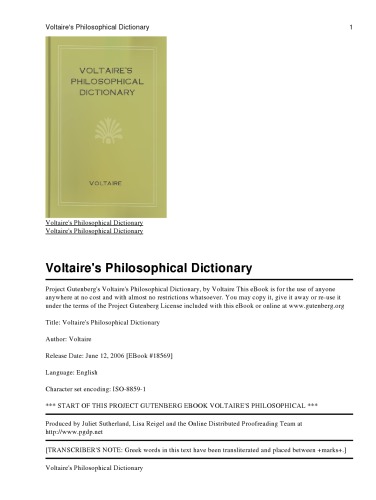 Voltaire's Philosophical Dictionary 1
VOLTAIRE'S
PHILOSOPHICAL
DICTIONARY
VOLTAIRE
Voltaire's Philosophical Dictionary
Voltaire's Philosophical Dictionary
Voltaire's Philosophical Dictionary
Project Gutenberg's Voltaire's Philosophical Dictionary, by Voltaire This eBook is for the use of anyone
anywhere at no cost and with almost no restrictions whatsoever. You may copy it, give it away or re-use it
under the terms of the Project Gutenberg License included with this eBook or online at www.gutenberg.org
Title: Voltaire's Philosophical Dictionary
Author: Voltaire
Release Date: June 12, 2006 [EBook #18569]
Language: English
Character set encoding: ISO-8859-1
*** START OF THIS PROJECT GUTENBERG EBOOK VOLTAIRE'S PHILOSOPHICAL ***
Produced by Juliet Sutherland, Lisa Reigel and the Online Distributed Proofreading Team at
http://www.pgdp.net
[TRANSCRIBER'S NOTE: Greek words in this text have been transliterated and placed between +marks+.]
Voltaire's Philosophical Dictionary